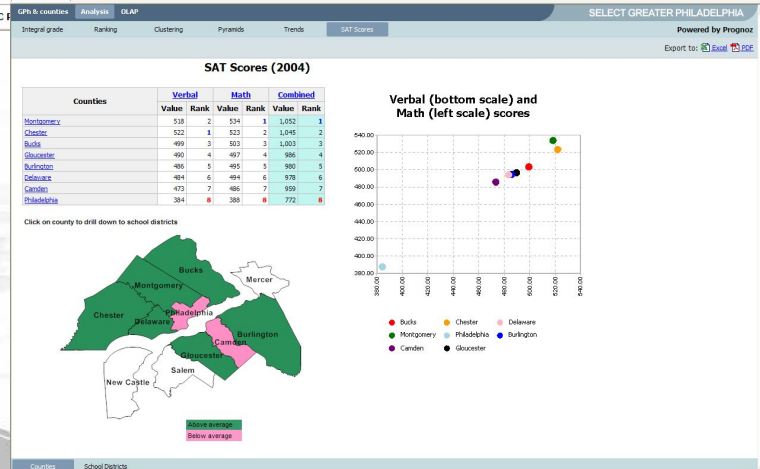 GPh & counties Analysis OLAP SELECT GREATER PHILADELPHIA
Integral grade Ranking Clustering Pyramids Trends SAT Scores Powered by Prognoz
Export to: Excel PDF
SAT Scores (2004)
Counties Verbal Math Combined
Value Rank Value Rank Value Rank
Montgomery 518 2 534 1 1,052 1
Chester 522 1 523 2 1,045 2
Bucks 499 3 503 3 1,003 3
Gloucester 490 4 497 4 986 4
Burlington 486 5 495 5 980 5
Delaware 484 6 494 6 978 6
Camden 473 7 486 7 959 7
Philadelphia 384 8 388 8 772 8
Click on county to drill down to school districts
Bucks
Mercer
Montgomery
Chester
Philadelphia
Delaware
Burlington
Camden
Gloucester
Salem
New Castle
Above average
Below average
Verbal (bottom scale) and
Math (left scale) scores
540.00
520.00
500.00
480.00
460.00
440.00
420.00
400.00
380.00
380.00 400.00 420.00 440.00 460.00 480.00 500.00 520.00 540.00
Bucks Chester Delaware
Montgomery Philadelphia Burlington
Camden Gloucester
Counties School Districts